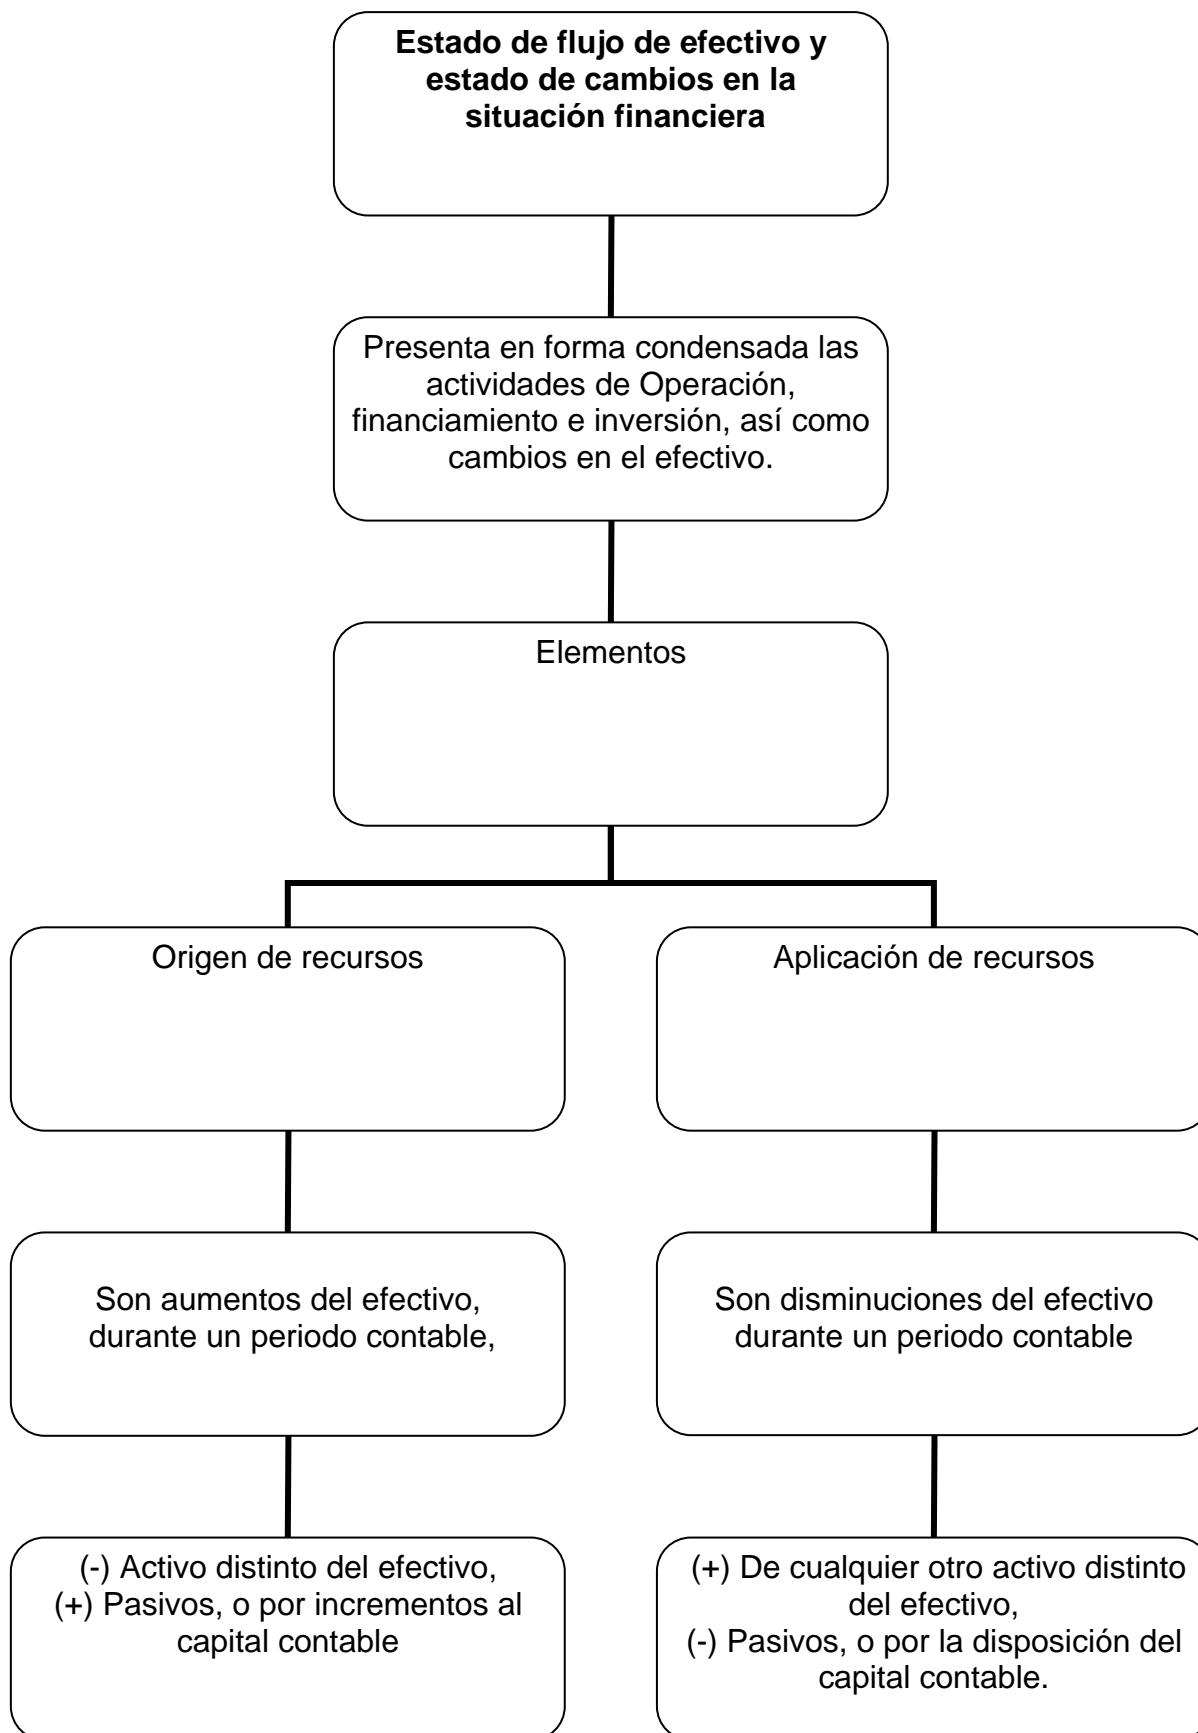 Estado de flujo de efectivo y
estado de cambios en la
situación financiera
Presenta en forma condensada las
actividades de Operación,
financiamiento e inversión, así como
cambios en el efectivo.
Elementos
Origen de recursos
Aplicación de recursos
Son aumentos del efectivo,
durante un periodo contable,
Son disminuciones del efectivo
durante un periodo contable
(-) Activo distinto del efectivo,
(+) Pasivos, o por incrementos al
capital contable
(+) De cualquier otro activo distinto
del efectivo,
(-) Pasivos, o por la disposición del
capital contable.